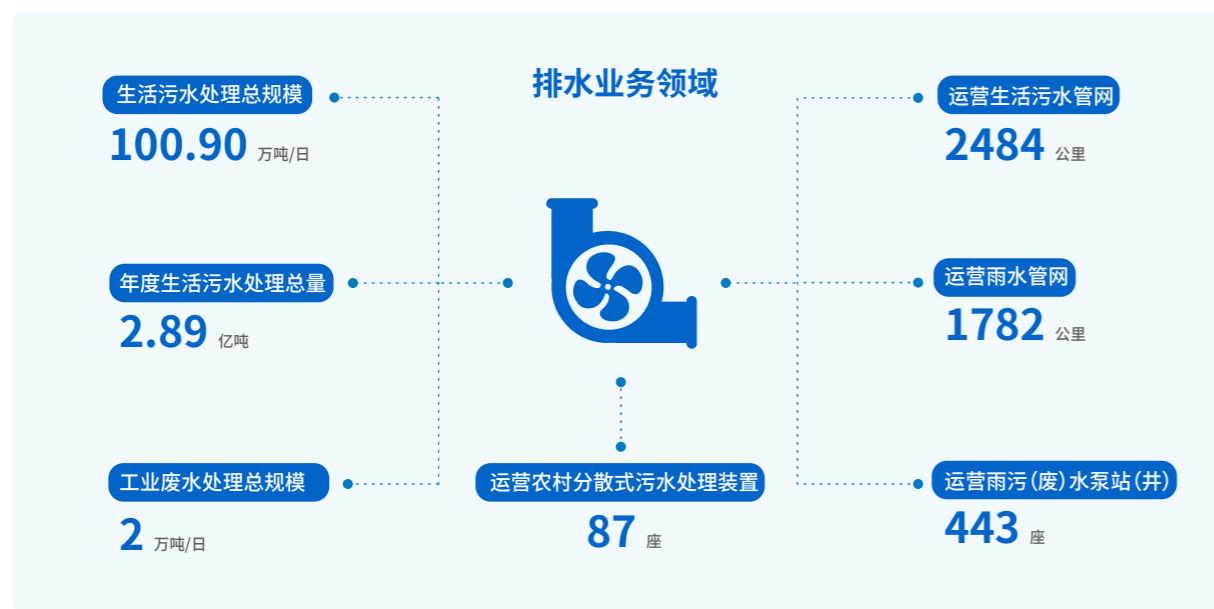 排水业务领域
生活污水处理总规模
100.90 万吨/日
年度生活污水处理总量
2.89 亿吨
工业废水处理总规模
2 万吨/日
运营农村分散式污水处理装置
87 座
运营生活污水管网
2484 公里
运营雨水管网
1782 公里
运营雨污(废)水泵站(井)
443 座